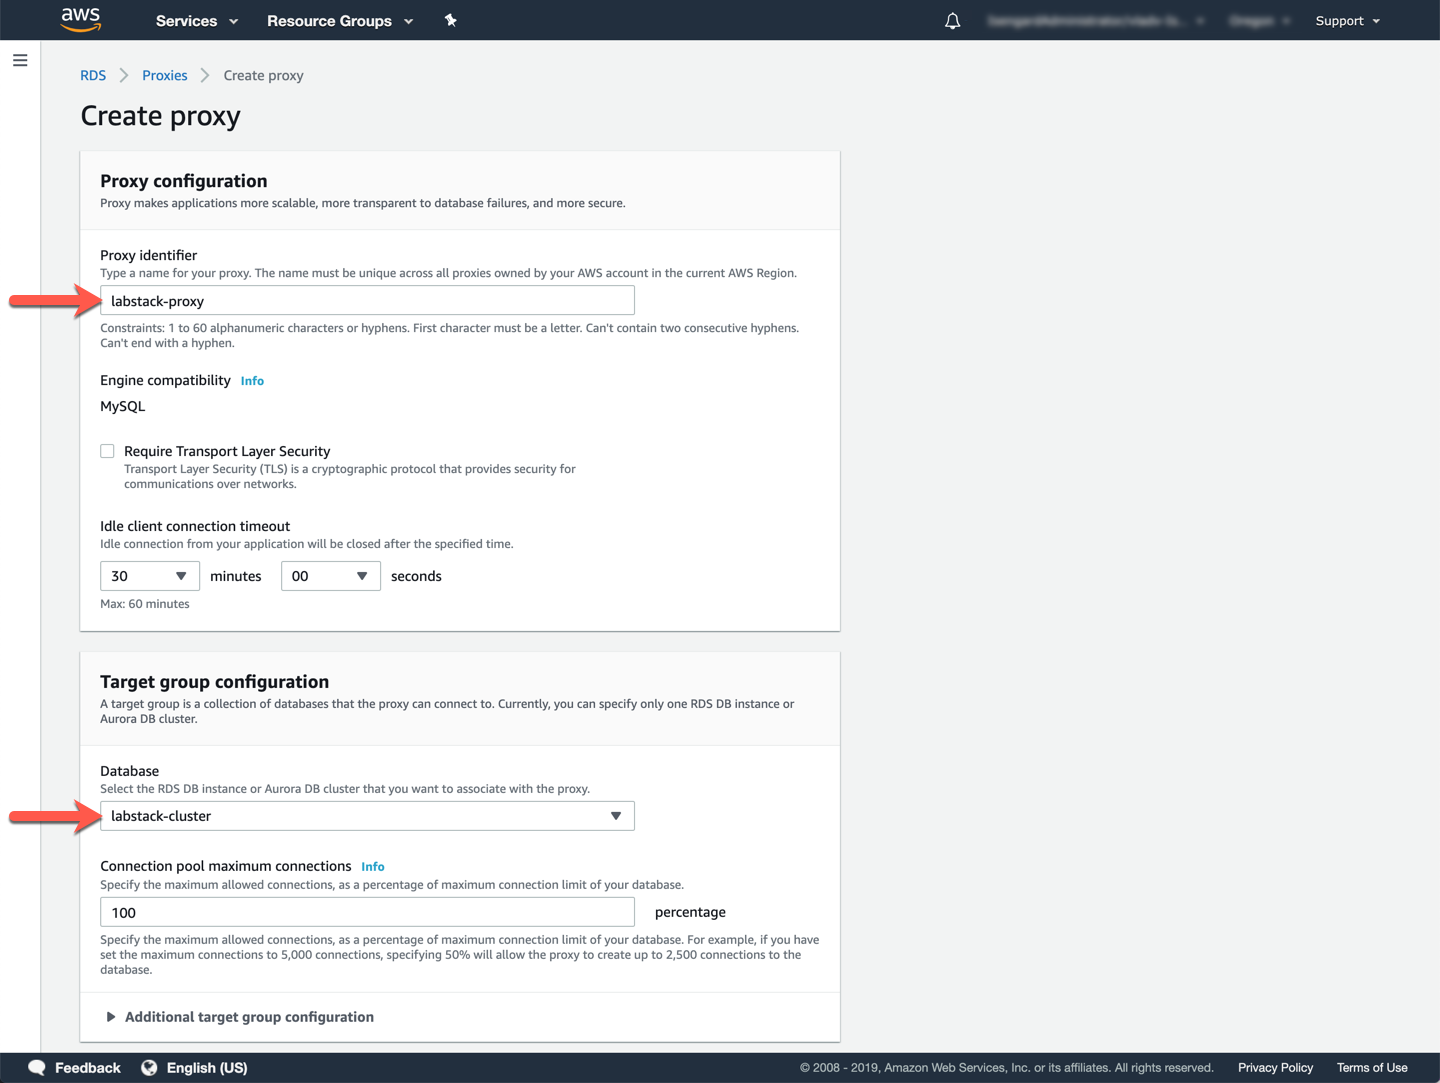 aws Services Resource Groups Support
RDS Proxies Create proxy
Create proxy
Proxy configuration
Proxy makes applications more scalable, more transparent to database failures, and more secure.
Proxy identifier
Type a name for your proxy. The name must be unique across all proxies owned by your AWS account in the current AWS Region.
labstack-proxy
Constraints: 1 to 60 alphanumeric characters or hyphens. First character must be a letter. Can't contain two consecutive hyphens.
Can't end with a hyphen.
Engine compatibility Info
MySQL
Require Transport Layer Security
Transport Layer Security (TLS) is a cryptographic protocol that provides security for
communications over networks.
Idle client connection timeout
Idle connection from your application will be closed after the specified time.
30 minutes 00 seconds
Max: 60 minutes
Target group configuration
A target group is a collection of databases that the proxy can connect to. Currently, you can specify only one RDS DB instance or
Aurora DB cluster.
Database
Select the RDS DB instance or Aurora DB cluster that you want to associate with the proxy.
labstack-cluster
Connection pool maximum connections Info
Specify the maximum allowed connections, as a percentage of maximum connection limit of your database.
100 percentage
Specify the maximum allowed connections, as a percentage of maximum connection limit of your database. For example, if you have
set the maximum connections to 5,000 connections, specifying 50% will allow the proxy to create up to 2,500 connections to the
database.
Additional target group configuration
Feedback English (US) © 2008 - 2019, Amazon Web Services, Inc. or its affiliates. All rights reserved. Privacy Policy Terms of Use